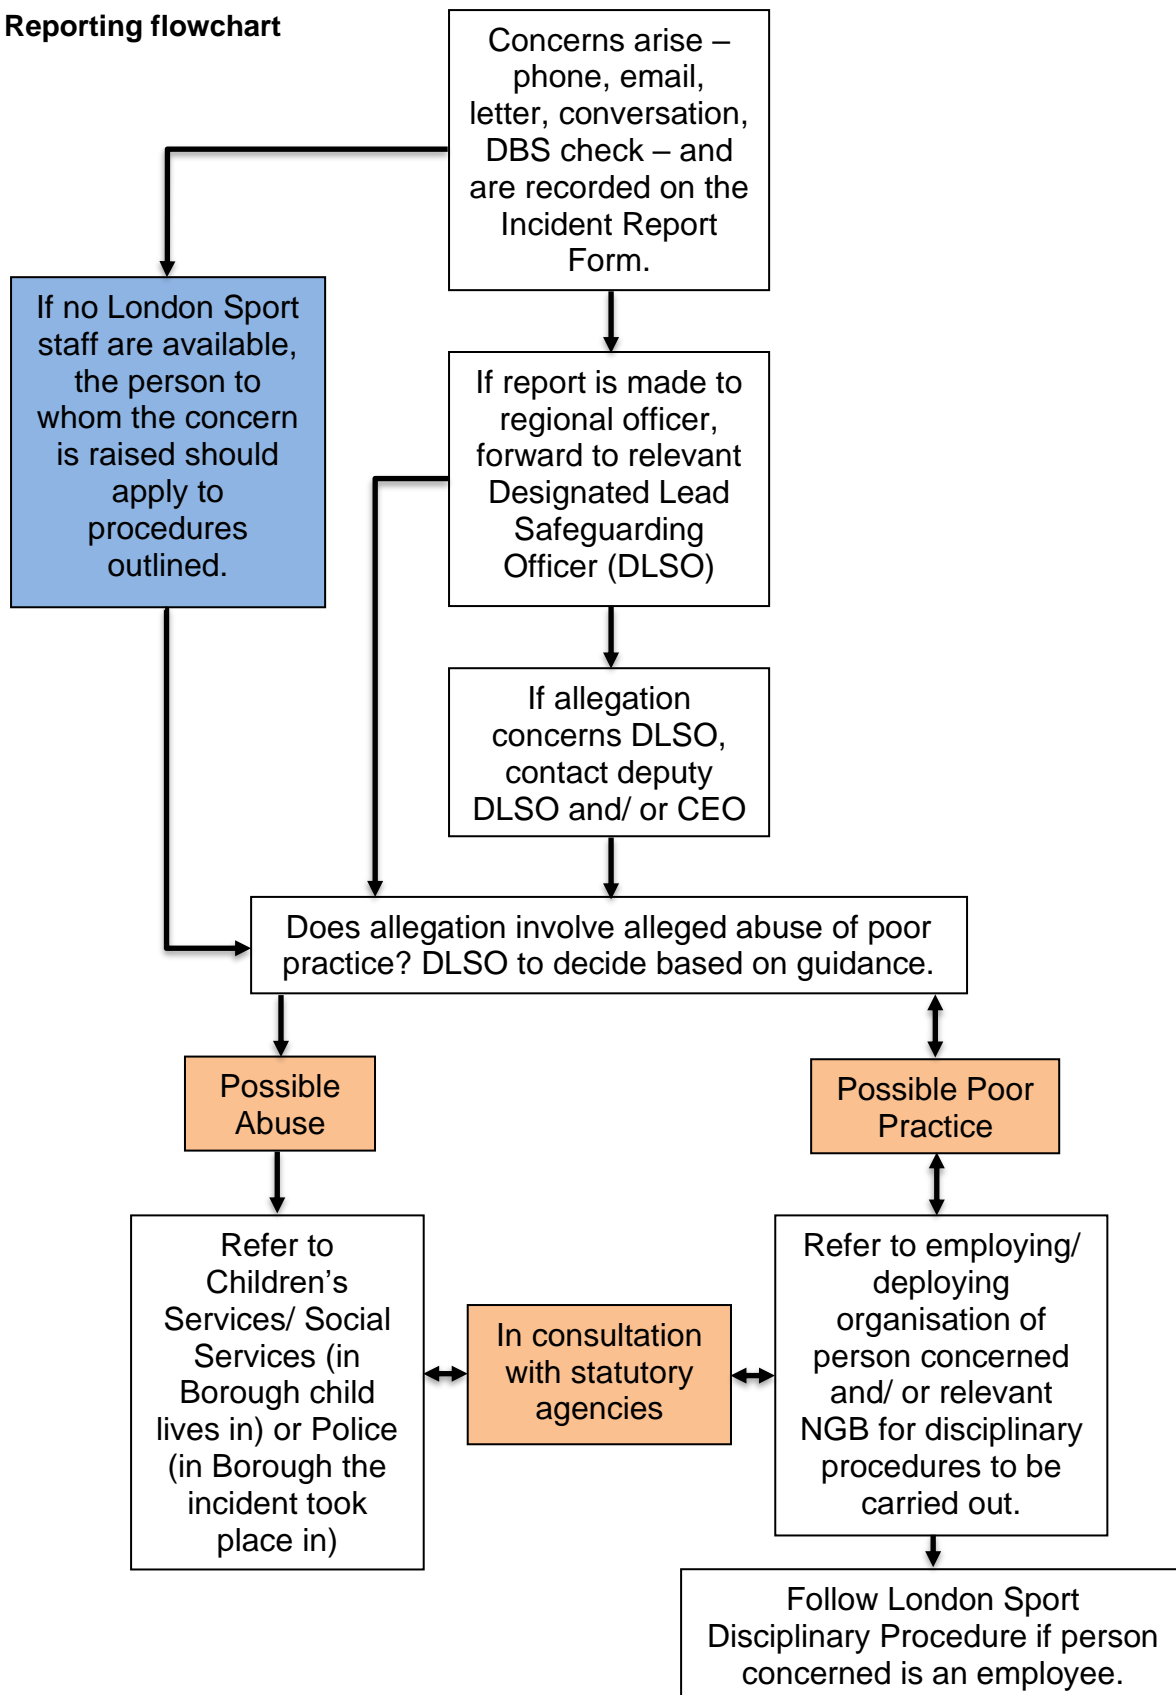 Reporting flowchart
Concerns arise –
phone, email,
letter, conversation,
DBS check – and
are recorded on the
Incident Report
Form.
If no London Sport
staff are available,
the person to
whom the concern
is raised should
apply to
procedures
outlined.
If report is made to
regional officer,
forward to relevant
Designated Lead
Safeguarding
Officer (DLSO)
If allegation
concerns DLSO,
contact deputy
DLSO and/ or CEO
Does allegation involve alleged abuse of poor
practice? DLSO to decide based on guidance.
Possible
Abuse
Possible Poor
Practice
Refer to
Children’s
Services/ Social
Services (in
Borough child
lives in) or Police
(in Borough the
incident took
place in)
In consultation
with statutory
agencies
Refer to employing/
deploying
organisation of
person concerned
and/ or relevant
NGB for disciplinary
procedures to be
carried out.
Follow London Sport
Disciplinary Procedure if person
concerned is an employee.